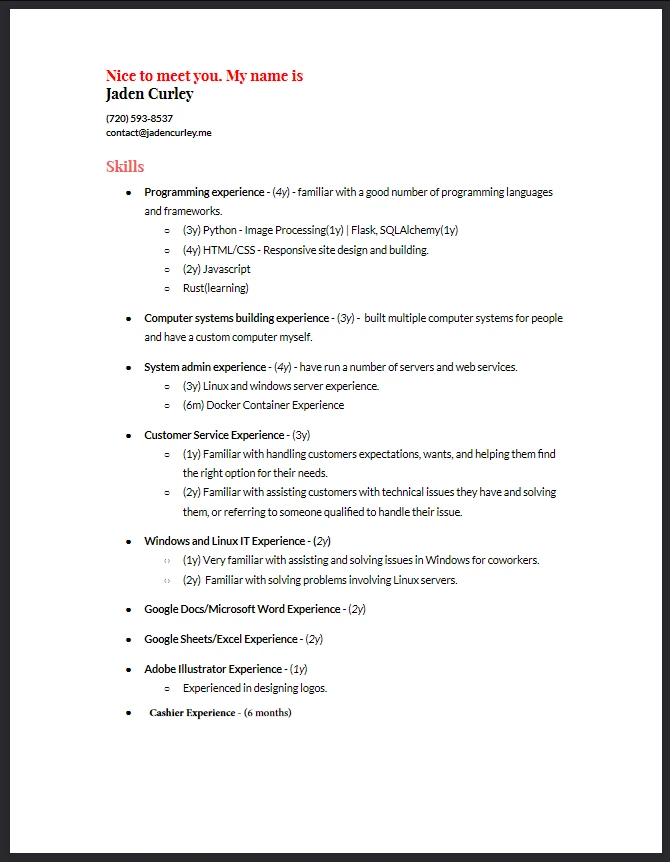 Nice to meet you. My name is
Jaden Curley
(720) 593-8537
contact@jadencurley.me
Skills
● Programming experience - (4y) - familiar with a good number of programming languages
and frameworks.
○ (3y) Python - Image Processing(1y) | Flask, SQLAlchemy(1y)
○ (4y) HTML/CSS - Responsive site design and building.
○ (2y) Javascript
○ Rust(learning)
● Computer systems building experience - (3y) - built multiple computer systems for people
and have a custom computer myself.
● System admin experience - (4y) - have run a number of servers and web services.
○ (3y) Linux and windows server experience.
○ (6m) Docker Container Experience
● Customer Service Experience - (3y)
○ (1y) Familiar with handling customers expectations, wants, and helping them find
the right option for their needs.
○ (2y) Familiar with assisting customers with technical issues they have and solving
them, or referring to someone qualified to handle their issue.
● Windows and Linux IT Experience - (2y)
○ (1y) Very familiar with assisting and solving issues in Windows for coworkers.
○ (2y) Familiar with solving problems involving Linux servers.
● Google Docs/Microsoft Word Experience - (2y)
● Google Sheets/Excel Experience - (2y)
● Adobe Illustrator Experience - (1y)
○ Experienced in designing logos.
● Cashier Experience - (6 months)